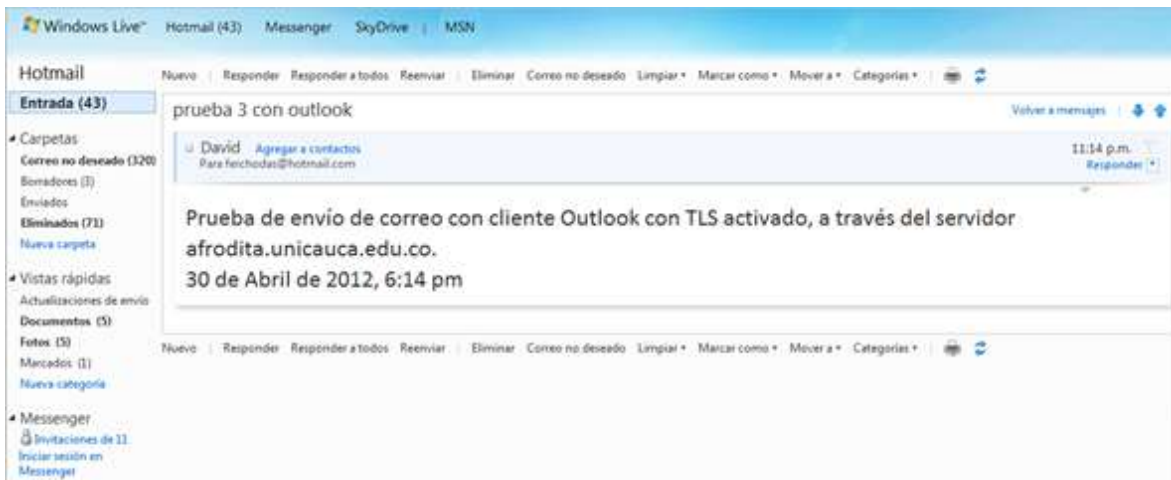 Windows Live™ Hotmail (43) Messenger SkyDrive | MSN
Hotmail
Nuevo | Responder Responder a todos Reenviar | Eliminar Correo no deseado Limpiar Marcar como Mover a Categorías
Entrada (43)
prueba 3 con outlook
Volver a mensajes
Carpetas
Correo no deseado (320)
Borradores (3)
Enviados
Eliminados (71)
Nueva carpeta
David Agregar a contactos
11:14 p.m.
Para feichodas@hotmail.com
Responder
Prueba de envío de correo con cliente Outlook con TLS activado, a través del servidor
afrodita.unicauca.edu.co.
30 de Abril de 2012, 6:14 pm
Vistas rápidas
Actualizaciones de envío
Documentos (5)
Fotos (5)
Marcados (1)
Nueva categoría
Nuevo | Responder Responder a todos Reenviar | Eliminar Correo no deseado Limpiar Marcar como Mover a Categorías
Messenger
Invitaciones de 11
Iniciar sesión en
Messenger